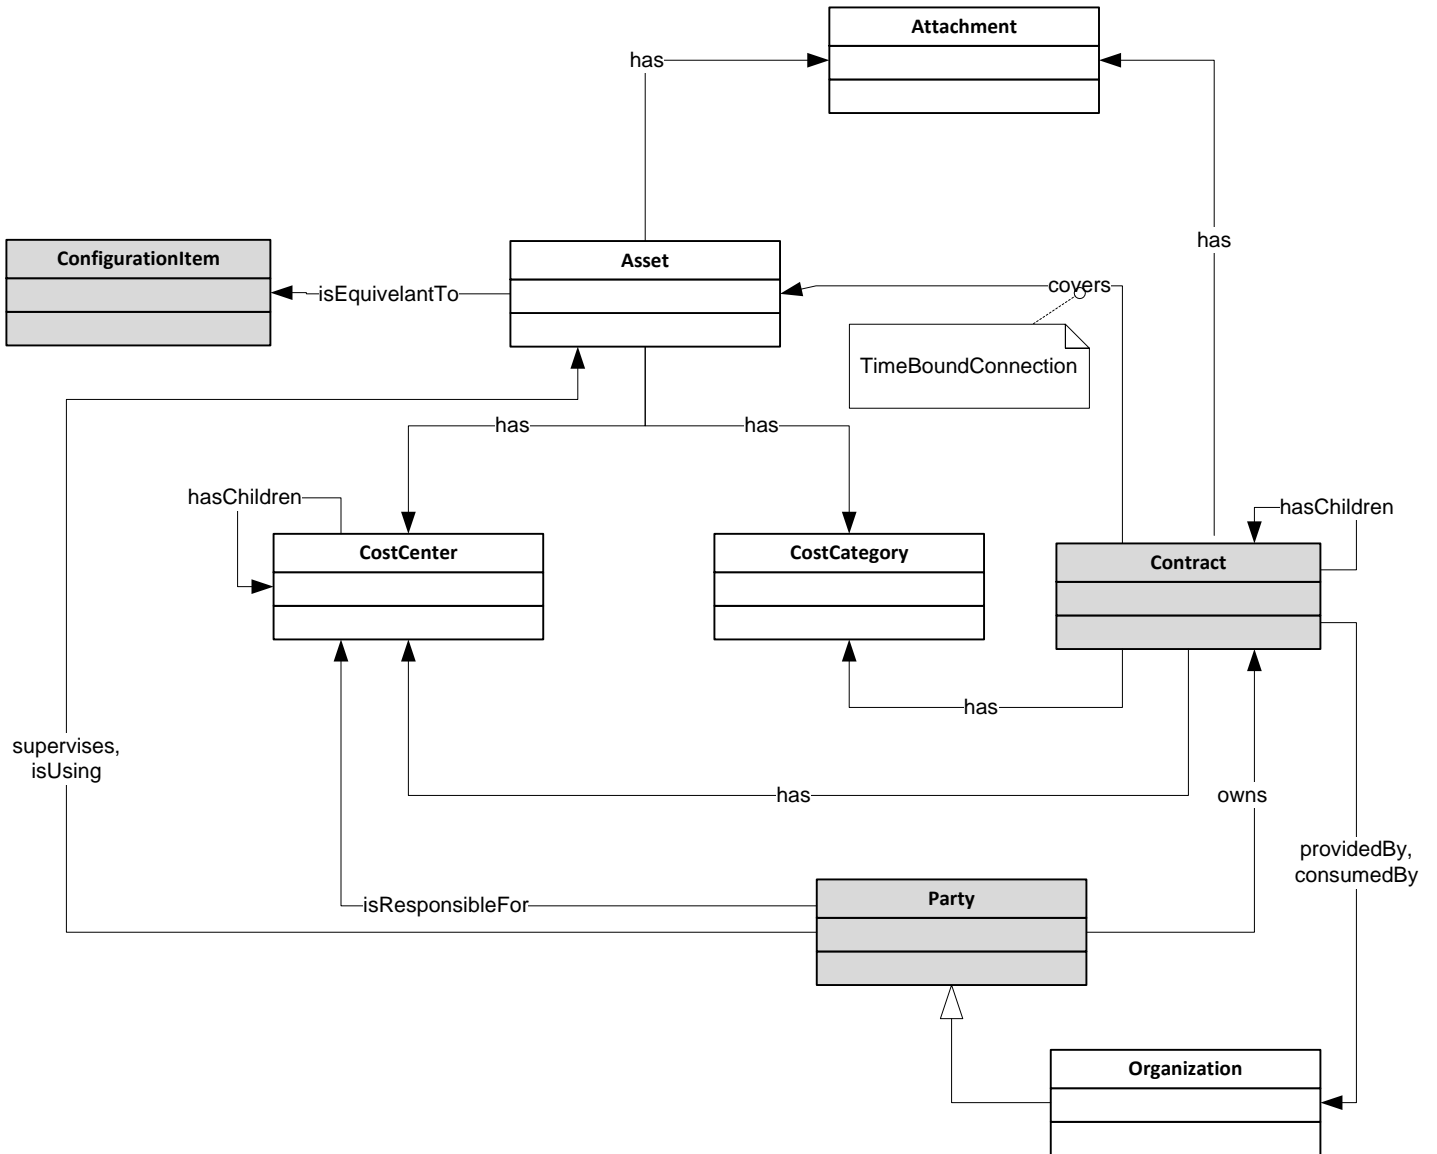 Attachment
has
has
ConfigurationItem
Asset
isEquivelantTo
covers
TimeBoundConnection
has
has
hasChildren
hasChildren
CostCenter
CostCategory
Contract
has
supervises,
isUsing
has
owns
providedBy,
consumedBy
isResponsibleFor
Party
Organization